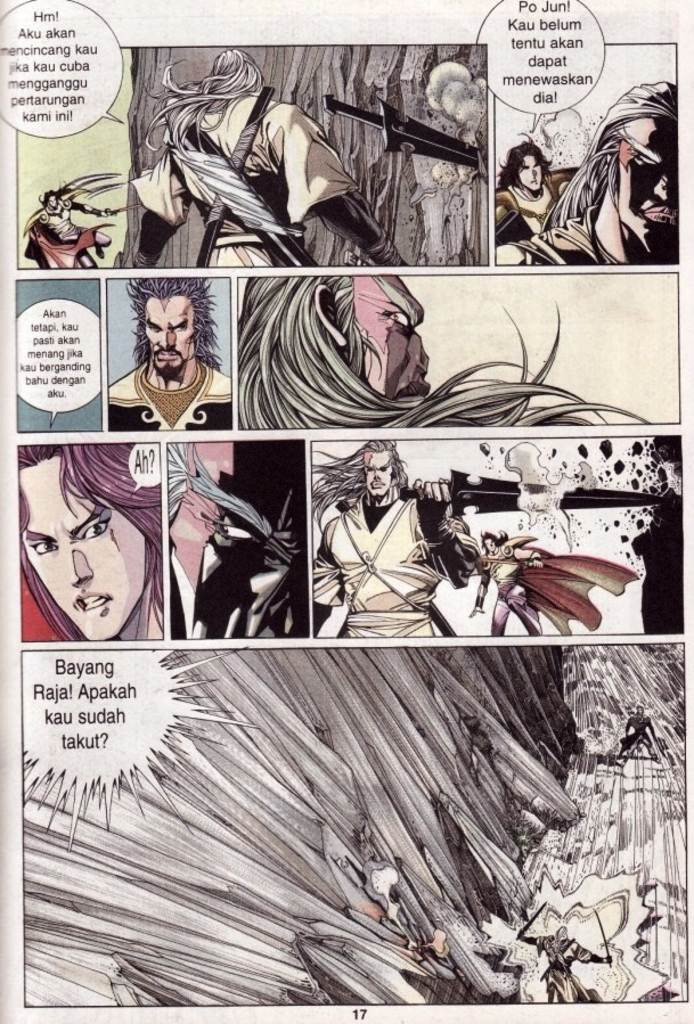 Hm!
Aku akan
mencincang kau
jika kau cuba
mengganggu
pertarungan
kami ini!
Po Jun!
Kau belum
tentu akan
dapat
menewaskan
dia!
Akan
tetapi, kau
pasti akan
menang jika
kau berganding
bahu dengan
aku.
Ah?
Bayang
Raja! Apakah
kau sudah
takut?
17